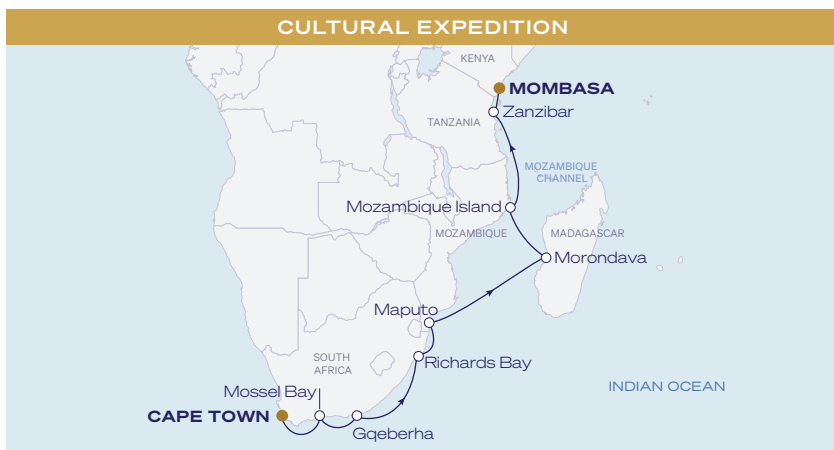 CULTURAL EXPEDITION
KENYA
MOMBASA
Zanzibar
TANZANIA
MOZAMBIQUE
CHANNEL
Mozambique Island
MOZAMBIQUE
MADAGASCAR
Morondava
Maputo
SOUTH
AFRICA
Richards Bay
Mossel Bay
INDIAN OCEAN
CAPE TOWN
Gqeberha